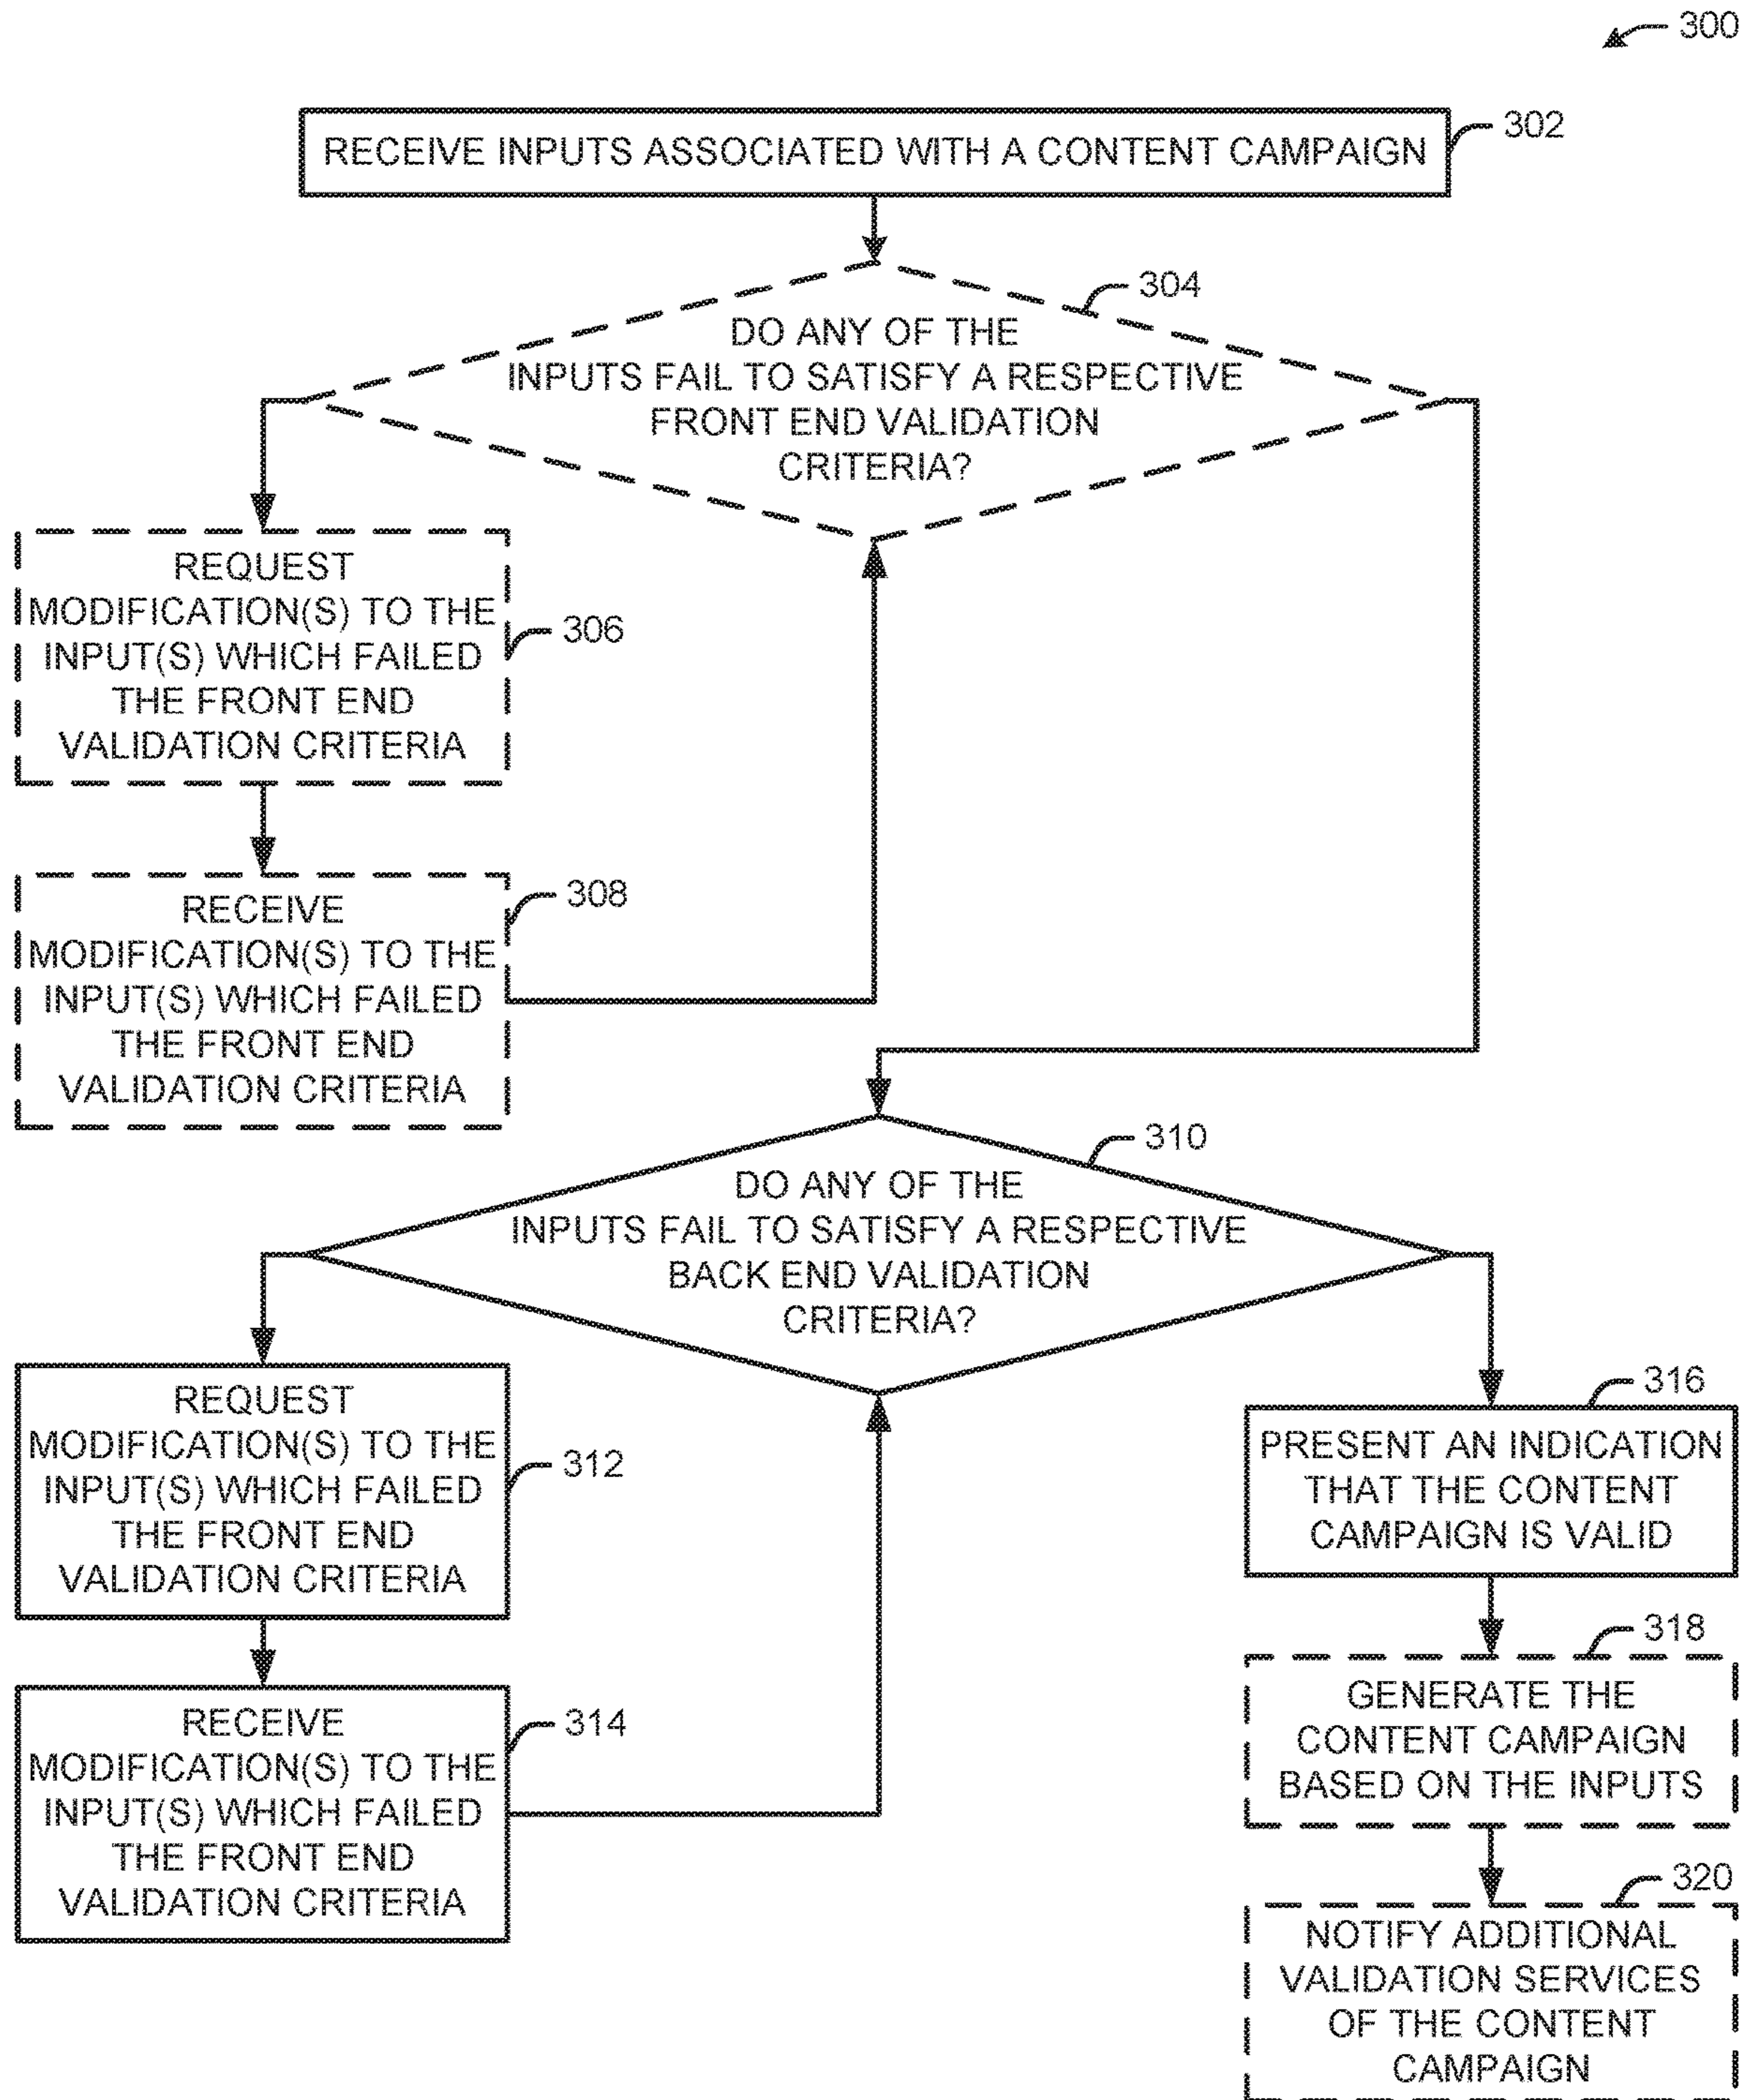 300
RECEIVE INPUTS ASSOCIATED WITH A CONTENT CAMPAIGN
302
304
DO ANY OF THE
INPUTS FAIL TO SATISFY A RESPECTIVE
FRONT END VALIDATION
CRITERIA?
REQUEST
MODIFICATION(S) TO THE
INPUT(S) WHICH FAILED
THE FRONT END
VALIDATION CRITERIA
306
RECEIVE
MODIFICATION(S) TO THE
INPUT(S) WHICH FAILED
THE FRONT END
VALIDATION CRITERIA
308
310
DO ANY OF THE
INPUTS FAIL TO SATISFY A RESPECTIVE
BACK END VALIDATION
CRITERIA?
REQUEST
MODIFICATION(S) TO THE
INPUT(S) WHICH FAILED
THE FRONT END
VALIDATION CRITERIA
312
RECEIVE
MODIFICATION(S) TO THE
INPUT(S) WHICH FAILED
THE FRONT END
VALIDATION CRITERIA
314
316
PRESENT AN INDICATION
THAT THE CONTENT
CAMPAIGN IS VALID
318
GENERATE THE
CONTENT CAMPAIGN
BASED ON THE INPUTS
320
NOTIFY ADDITIONAL
VALIDATION SERVICES
OF THE CONTENT
CAMPAIGN